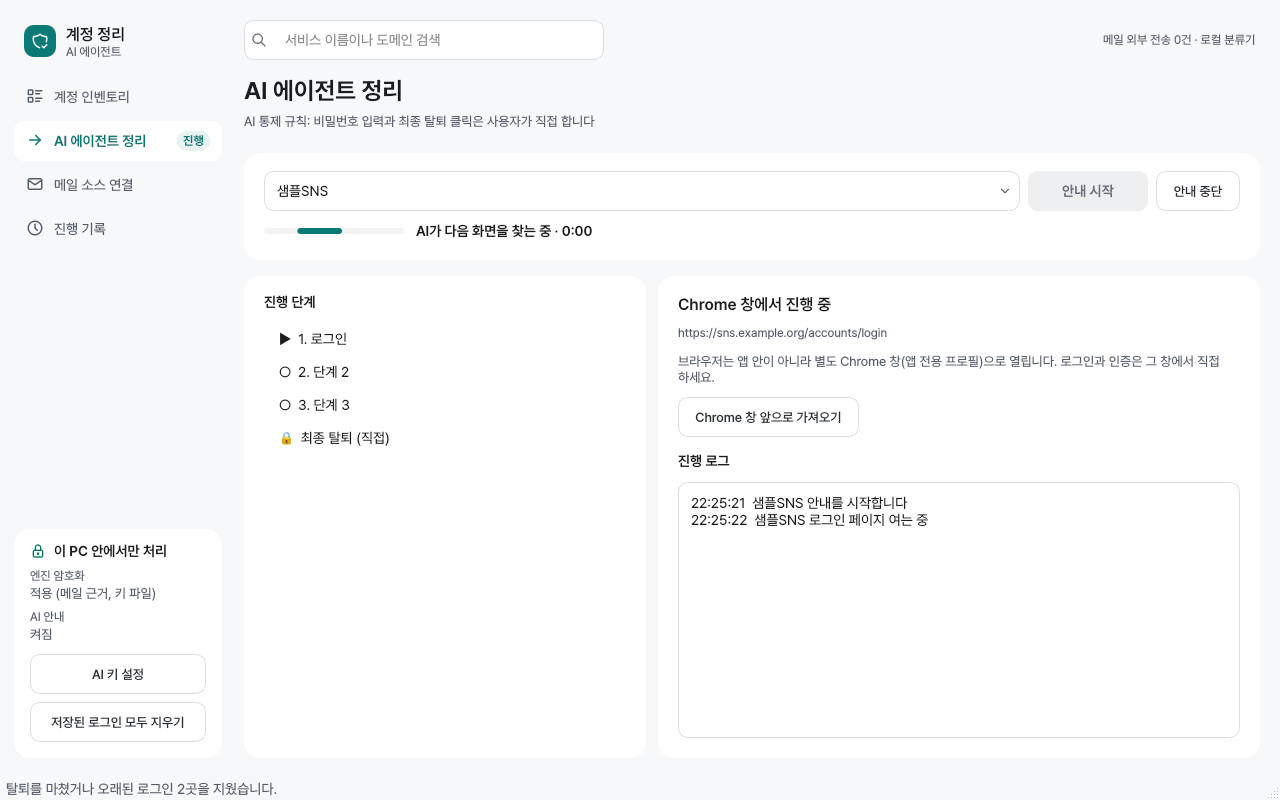 계정 정리
AI 에이전트
서비스 이름이나 도메인 검색
메일 외부 전송 0건 · 로컬 분류기
계정 인벤토리
AI 에이전트 정리
진행
메일 소스 연결
진행 기록
AI 에이전트 정리
AI 통제 규칙: 비밀번호 입력과 최종 탈퇴 클릭은 사용자가 직접 합니다
샘플SNS
안내 시작
안내 중단
AI가 다음 화면을 찾는 중 · 0:00
진행 단계
▶ 1. 로그인
○ 2. 단계 2
○ 3. 단계 3
🔒 최종 탈퇴 (직접)
Chrome 창에서 진행 중
https://sns.example.org/accounts/login
브라우저는 앱 안이 아니라 별도 Chrome 창(앱 전용 프로필)으로 열립니다. 로그인과 인증은 그 창에서 직접
하세요.
Chrome 창 앞으로 가져오기
진행 로그
22:25:21 샘플SNS 안내를 시작합니다
22:25:22 샘플SNS 로그인 페이지 여는 중
이 PC 안에서만 처리
엔진 암호화
적용 (메일 근거, 키 파일)
AI 안내
켜짐
AI 키 설정
저장된 로그인 모두 지우기
탈퇴를 마쳤거나 오래된 로그인 2곳을 지웠습니다.